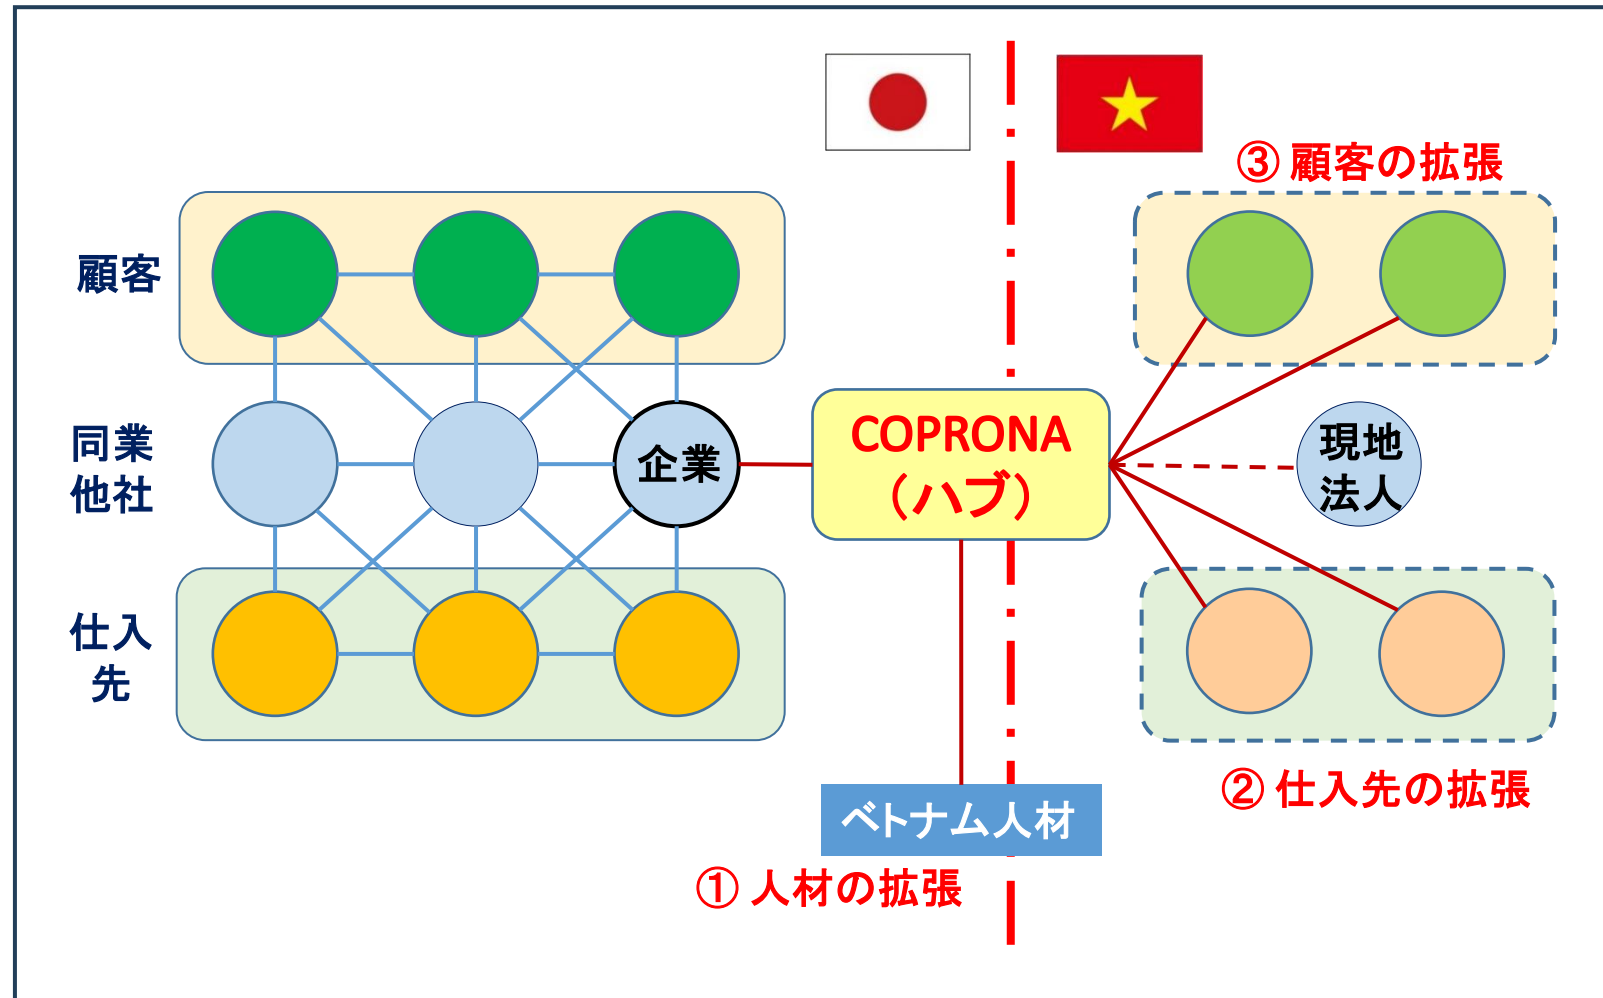 ③ 顧客の拡張
顧客
同業
他社
企業
COPRONA
（ハブ）
現地
法人
仕入
先
② 仕入先の拡張
ベトナム人材
① 人材の拡張